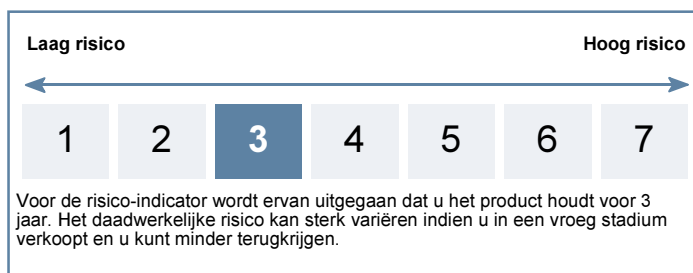 Laag risico Hoog risico
1 2 3 4 5 6 7
Voor de risico-indicator wordt ervan uitgegaan dat u het product houdt voor 3
jaar. Het daadwerkelijke risico kan sterk variëren indien u in een vroeg stadium
verkoopt en u kunt minder terugkrijgen.